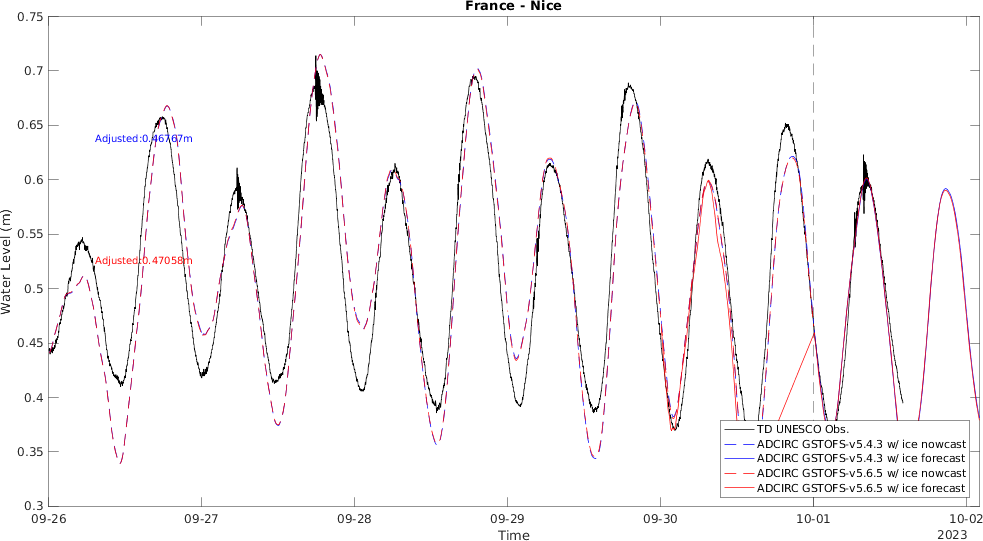 France - Nice
0.75
0.7
0.65
0.6
0.55
0.5
0.45
0.4
0.35
0.3
Water Level (m)
Adjusted:0.46767m
Adjusted:0.47058m
TD UNESCO Obs.
ADCIRC GSTOFS-v5.4.3 w/ ice nowcast
ADCIRC GSTOFS-v5.4.3 w/ ice forecast
ADCIRC GSTOFS-v5.6.5 w/ ice nowcast
ADCIRC GSTOFS-v5.6.5 w/ ice forecast
09-26 09-27 09-28 09-29 09-30 10-01 10-02
2023
Time